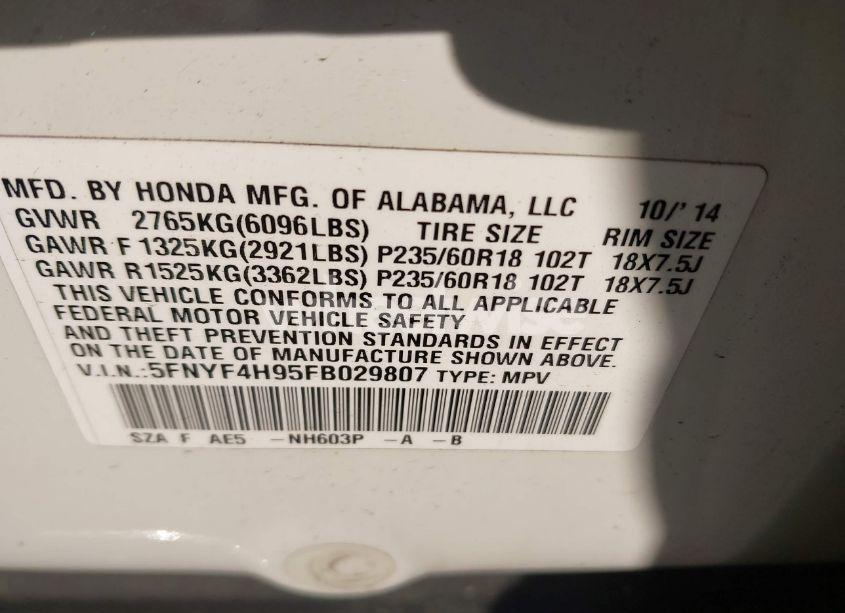 MFD. BY HONDA MFG. OF ALABAMA, LLC 10/' 14
GVWR 2765KG(6096LBS) TIRE SIZE RIM SIZE
GAWR F 1325KG(2921LBS) P235/60R18 102T 18X7.5J
GAWR R1525KG(3362LBS) P235/60R18 102T 18X7.5J
THIS VEHICLE CONFORMS TO ALL APPLICABLE
FEDERAL MOTOR VEHICLE SAFETY
AND THEFT PREVENTION STANDARDS IN EFFECT
ON THE DATE OF MANUFACTURE SHOWN ABOVE.
V.I.N.:5FNYF4H95FB029807 TYPE: MPV
SZA F AE5 -NH603P -A -B